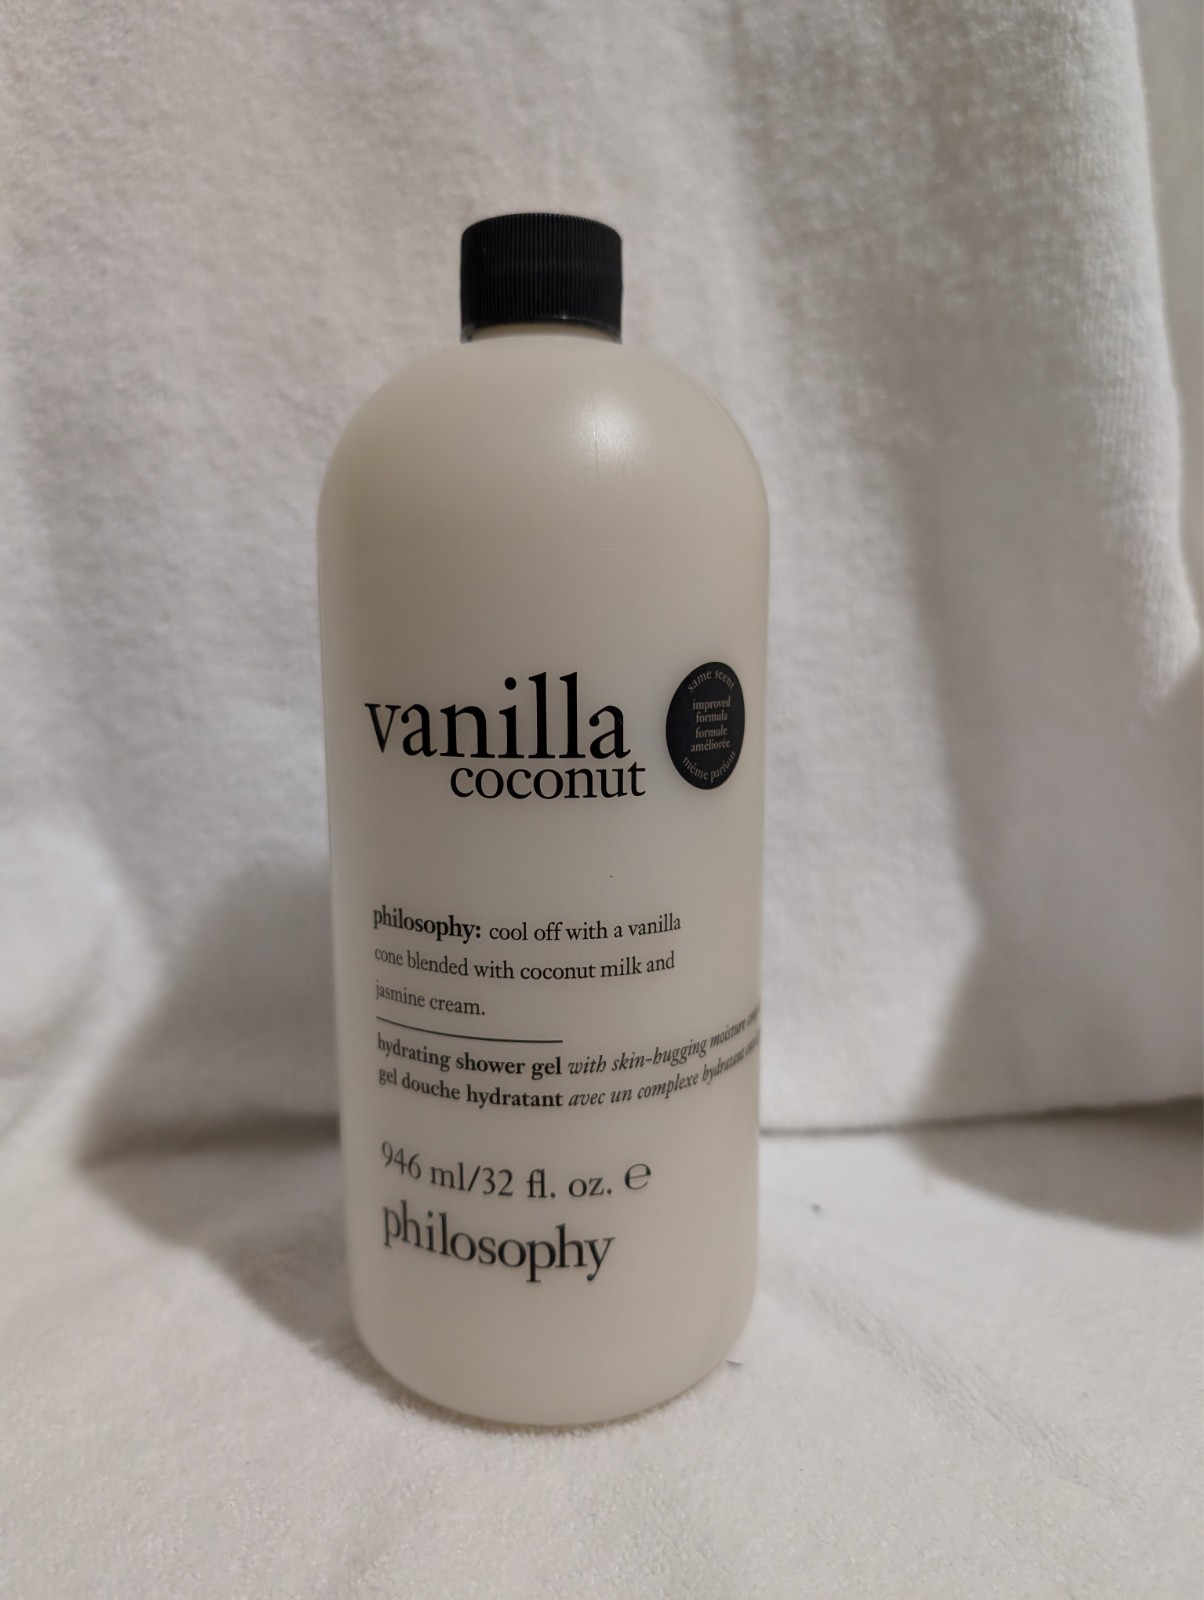 vanilla
coconut
same scent
improved
formula
formule
améliorée
même parfum
philosophy: cool off with a vanilla
cone blended with coconut milk and
jasmine cream.
hydrating shower gel with skin-hugging moisture
gel douche hydratant avec un complexe hydratant
946 ml/32 fl. oz. ℮
philosophy